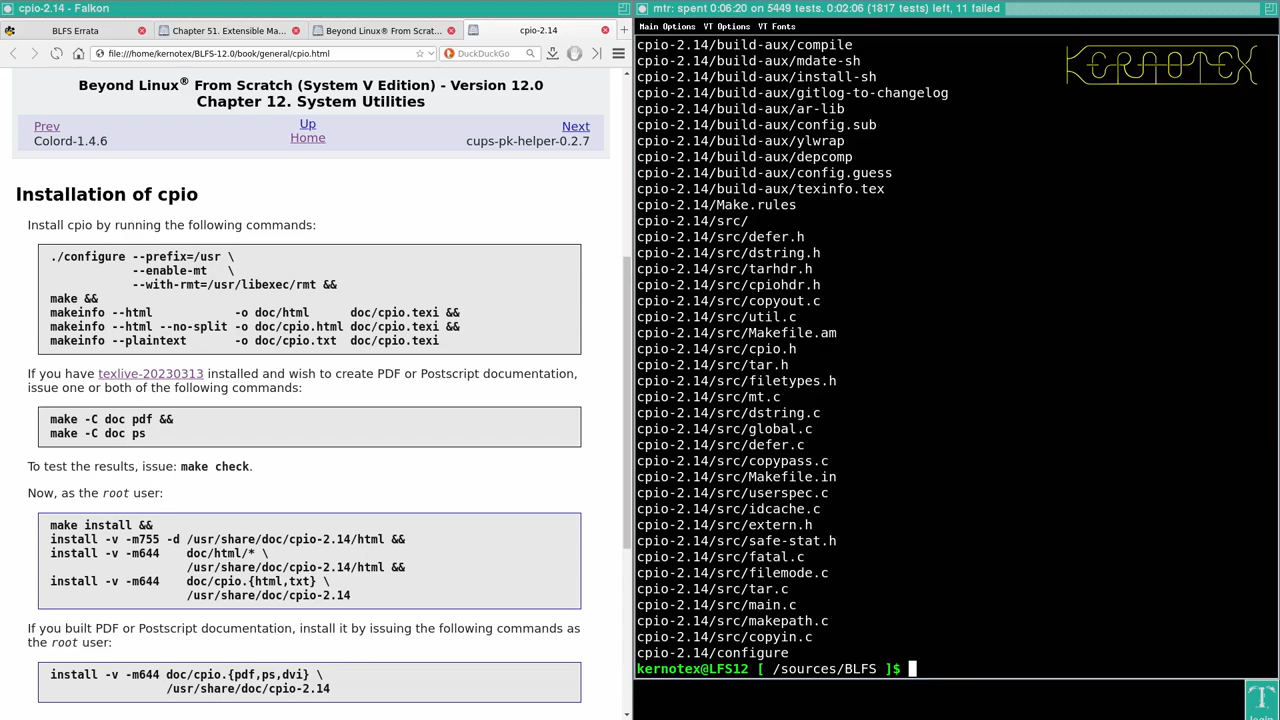 cpio-2.14 - Falkon
BLFS Errata
Chapter 51. Extensible Ma...
Beyond Linux® From Scrat...
cpio-2.14
file:///home/kernotex/BLFS-12.0/book/general/cpio.html
DuckDuckGo
Beyond Linux® From Scratch (System V Edition) - Version 12.0
Chapter 12. System Utilities
Prev
Up
Next
Colord-1.4.6
Home
cups-pk-helper-0.2.7
Installation of cpio
Install cpio by running the following commands:
./configure --prefix=/usr \
--enable-mt \
--with-rmt=/usr/libexec/rmt &&
make &&
makeinfo --html -o doc/html doc/cpio.texi &&
makeinfo --html --no-split -o doc/cpio.html doc/cpio.texi &&
makeinfo --plaintext -o doc/cpio.txt doc/cpio.texi
If you have texlive-20230313 installed and wish to create PDF or Postscript documentation,
issue one or both of the following commands:
make -C doc pdf &&
make -C doc ps
To test the results, issue: make check.
Now, as the root user:
make install &&
install -v -m755 -d /usr/share/doc/cpio-2.14/html &&
install -v -m644 doc/html/* \
/usr/share/doc/cpio-2.14/html &&
install -v -m644 doc/cpio.{html,txt} \
/usr/share/doc/cpio-2.14
If you built PDF or Postscript documentation, install it by issuing the following commands as
the root user:
install -v -m644 doc/cpio.{pdf,ps,dvi} \
/usr/share/doc/cpio-2.14
mtr: spent 0:06:20 on 5449 tests. 0:02:06 (1817 tests) left, 11 failed
Main Options VT Options VT Fonts
KERNOTEX
cpio-2.14/build-aux/compile
cpio-2.14/build-aux/mdate-sh
cpio-2.14/build-aux/install-sh
cpio-2.14/build-aux/gitlog-to-changelog
cpio-2.14/build-aux/ar-lib
cpio-2.14/build-aux/config.sub
cpio-2.14/build-aux/ylwrap
cpio-2.14/build-aux/depcomp
cpio-2.14/build-aux/config.guess
cpio-2.14/build-aux/texinfo.tex
cpio-2.14/Make.rules
cpio-2.14/src/
cpio-2.14/src/defer.h
cpio-2.14/src/dstring.h
cpio-2.14/src/tarhdr.h
cpio-2.14/src/cpiohdr.h
cpio-2.14/src/copyout.c
cpio-2.14/src/util.c
cpio-2.14/src/Makefile.am
cpio-2.14/src/cpio.h
cpio-2.14/src/tar.h
cpio-2.14/src/filetypes.h
cpio-2.14/src/mt.c
cpio-2.14/src/dstring.c
cpio-2.14/src/global.c
cpio-2.14/src/defer.c
cpio-2.14/src/copypass.c
cpio-2.14/src/Makefile.in
cpio-2.14/src/userspec.c
cpio-2.14/src/idcache.c
cpio-2.14/src/extern.h
cpio-2.14/src/safe-stat.h
cpio-2.14/src/fatal.c
cpio-2.14/src/filemode.c
cpio-2.14/src/tar.c
cpio-2.14/src/main.c
cpio-2.14/src/makepath.c
cpio-2.14/src/copyin.c
cpio-2.14/configure
kernotex@LFS12 [ /sources/BLFS ]$
T
login